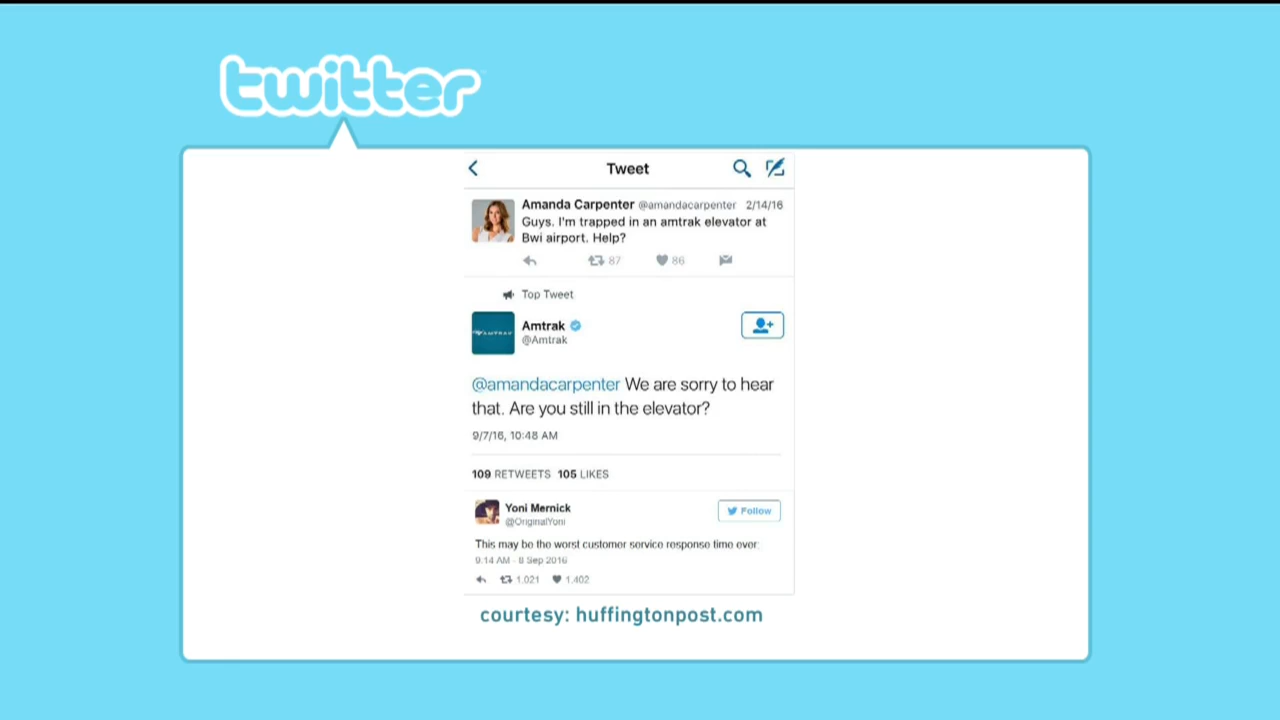 twitter
Tweet
Amanda Carpenter @amandacarpenter 2/14/16
Guys. I'm trapped in an amtrak elevator at
Bwi airport. Help?
87 86
Top Tweet
AMTRAK
Amtrak
@Amtrak
@amandacarpenter We are sorry to hear
that. Are you still in the elevator?
9/7/16, 10:48 AM
109 RETWEETS 105 LIKES
Yoni Mernick
@OriginalYoni
Follow
This may be the worst customer service response time ever.
9:14 AM - 8 Sep 2016
1,021 1,402
courtesy: huffingtonpost.com